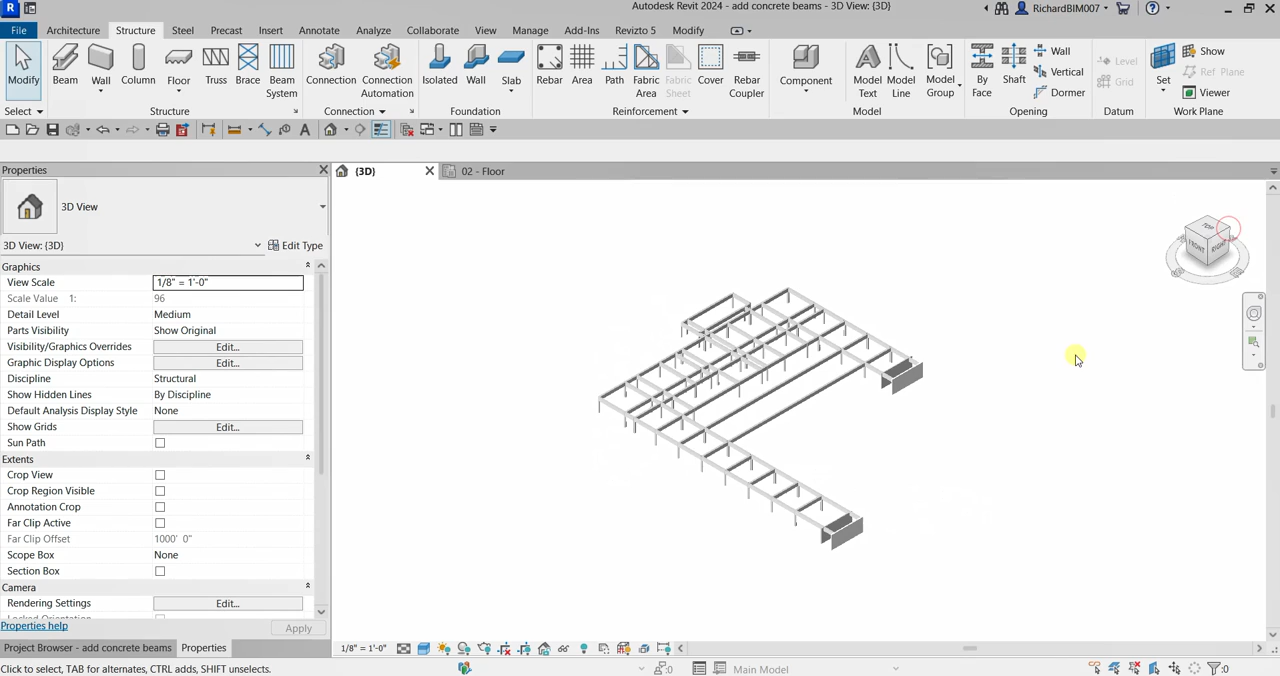 Autodesk Revit 2024 - add concrete beams - 3D View: {3D}
RichardBIM007
File Architecture Structure Steel Precast Insert Annotate Analyze Collaborate View Manage Add-Ins Revizto 5 Modify
Modify Beam Wall Column Floor Truss Brace Beam System Connection Connection Automation Isolated Wall Slab Rebar Area Path Fabric Area Fabric Sheet Cover Rebar Coupler Component Model Text Model Line Model Group By Face Shaft Wall Vertical Dormer Level Grid Set Show Ref Plane Viewer
Select Structure Connection Foundation Reinforcement Model Opening Datum Work Plane
Properties
{3D} 02 - Floor
3D View
3D View: {3D} Edit Type
Graphics
View Scale 1/8" = 1'-0"
Scale Value 1: 96
Detail Level Medium
Parts Visibility Show Original
Visibility/Graphics Overrides Edit...
Graphic Display Options Edit...
Discipline Structural
Show Hidden Lines By Discipline
Default Analysis Display Style None
Show Grids Edit...
Sun Path
Extents
Crop View
Crop Region Visible
Annotation Crop
Far Clip Active
Far Clip Offset 1000' 0"
Scope Box None
Section Box
Camera
Rendering Settings Edit...
Properties help Apply
Project Browser - add concrete beams Properties
1/8" = 1'-0"
Click to select, TAB for alternates, CTRL adds, SHIFT unselects.
:0
Main Model
:0
TOP
FRONT RIGHT